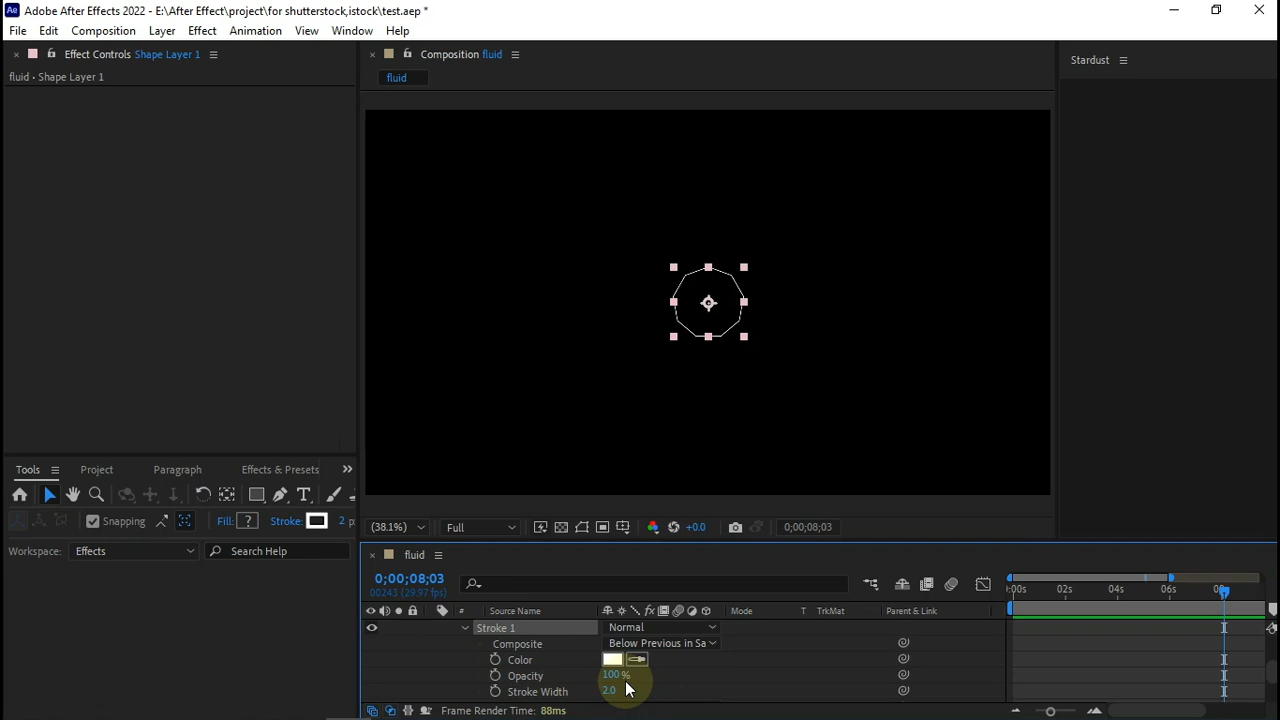 Adobe After Effects 2022 - E:\After Effect\project\for shutterstock,istock\test.aep *
File Edit Composition Layer Effect Animation View Window Help
Effect Controls Shape Layer 1
Composition fluid
Stardust
fluid • Shape Layer 1
fluid
Tools Project Paragraph Effects & Presets
Snapping Fill: ? Stroke: 2 p
(38.1%) Full +0.0 0;00;08;03
Workspace: Effects Search Help
fluid
0;00;08;03
00243 (29.97 fps)
:00s 02s 04s 06s
# Source Name Mode T TrkMat Parent & Link
Stroke 1 Normal
Composite Below Previous in Sa
Color
Opacity 100 %
Stroke Width 2.0
Frame Render Time: 88ms